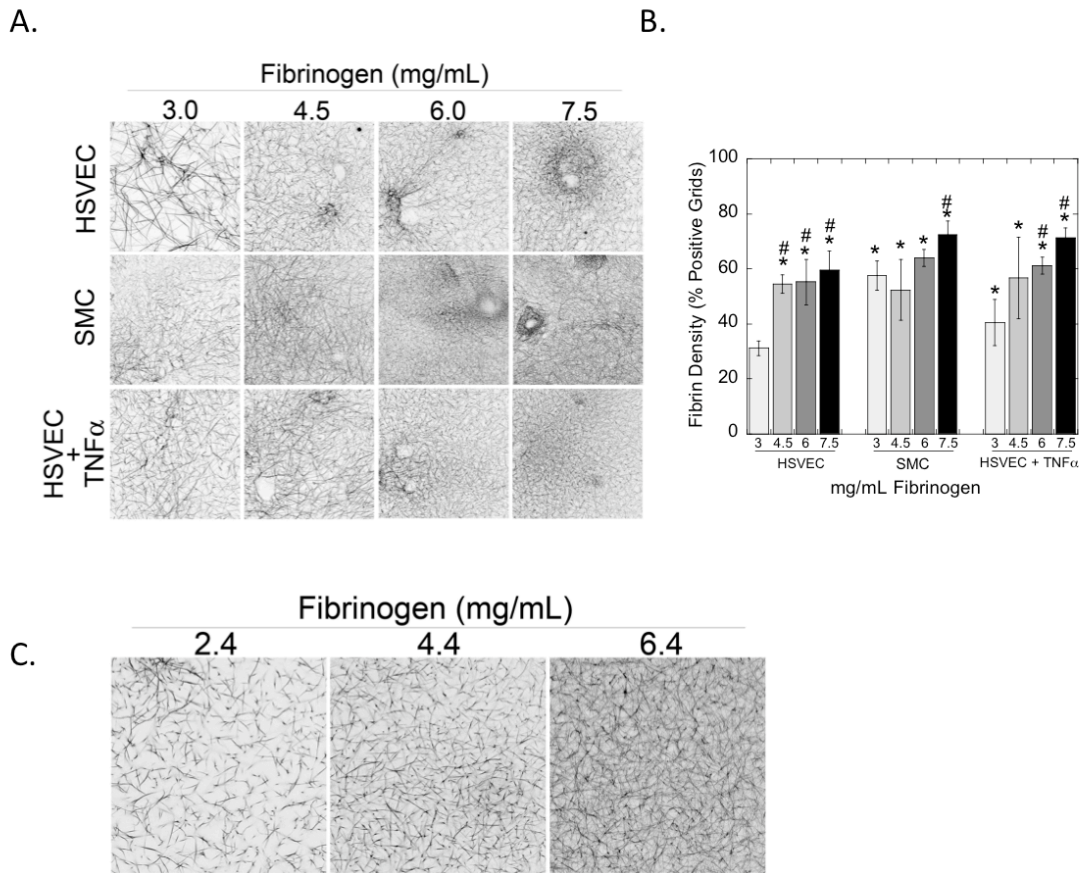 A.
Fibrinogen (mg/mL)
3.0 4.5 6.0 7.5
HSVEC
SMC
HSVEC
+
TNFα
B.
Fibrin Density (% Positive Grids)
100
80
60
40
20
0
# * # * # *
* * * # *
* * # * # *
3 4.5 6 7.5 3 4.5 6 7.5 3 4.5 6 7.5
HSVEC SMC HSVEC + TNFα
mg/mL Fibrinogen
C.
Fibrinogen (mg/mL)
2.4 4.4 6.4